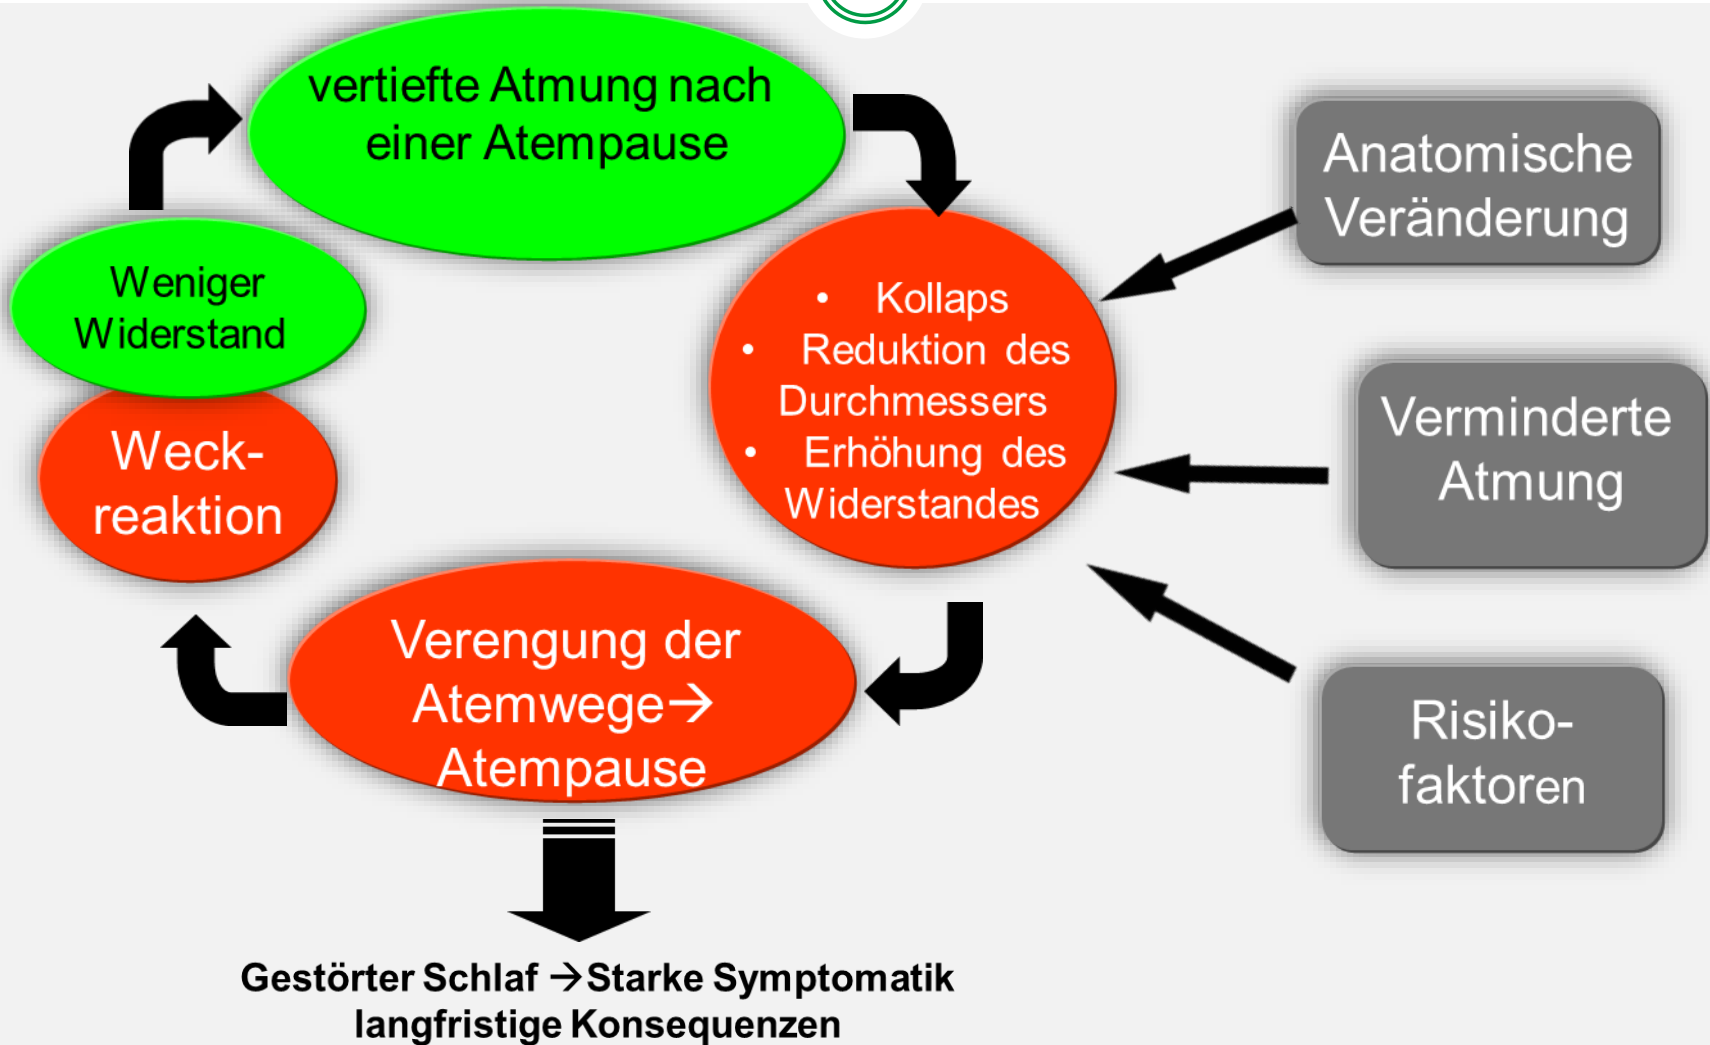 vertiefte Atmung nach
einer Atempause
Weniger
Widerstand
Weck-
reaktion
• Kollaps
• Reduktion des
Durchmessers
• Erhöhung des
Widerstandes
Verengung der
Atemwege→
Atempause
Anatomische
Veränderung
Verminderte
Atmung
Risiko-
faktoren
Gestörter Schlaf →Starke Symptomatik
langfristige Konsequenzen